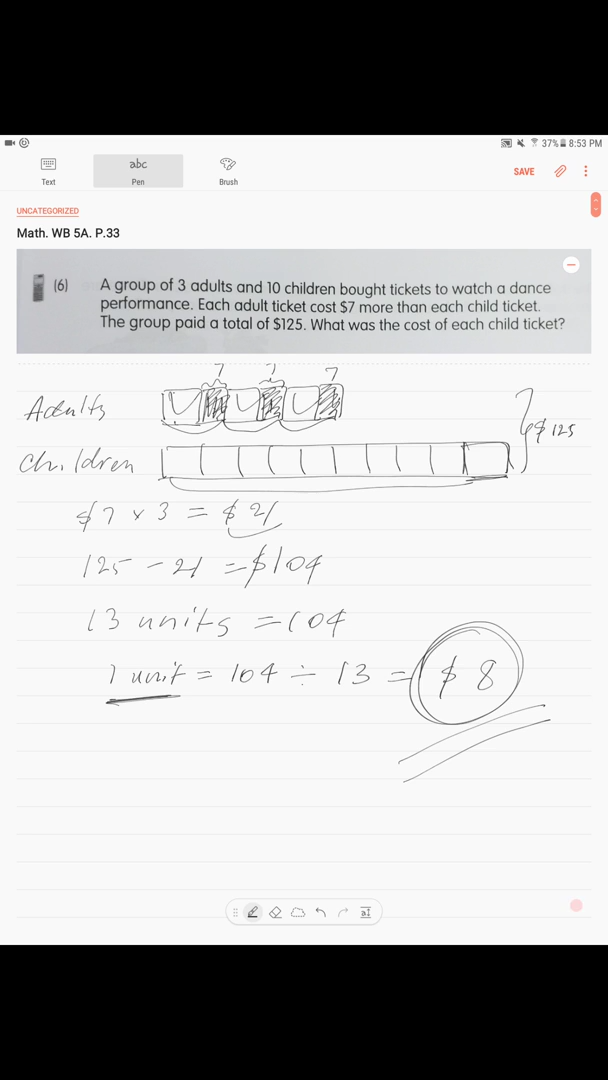 37% 8:53 PM
abc
Text Pen Brush SAVE
UNCATEGORIZED
Math. WB 5A. P.33
(6) A group of 3 adults and 10 children bought tickets to watch a dance
performance. Each adult ticket cost $7 more than each child ticket.
The group paid a total of $125. What was the cost of each child ticket?
7 7 7
Adults
$125
Children
$7 × 3 = $21
125 - 21 = $104
13 units = 104
1 unit = 104 ÷ 13 = $8